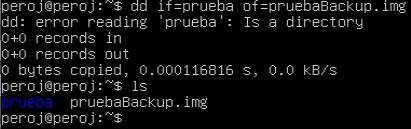 peroj@peroj:~$ dd if=prueba of=pruebaBackup.img
dd: error reading 'prueba': Is a directory
0+0 records in
0+0 records out
0 bytes copied, 0.000116816 s, 0.0 kB/s
peroj@peroj:~$ ls
prueba pruebaBackup.img
peroj@peroj:~$